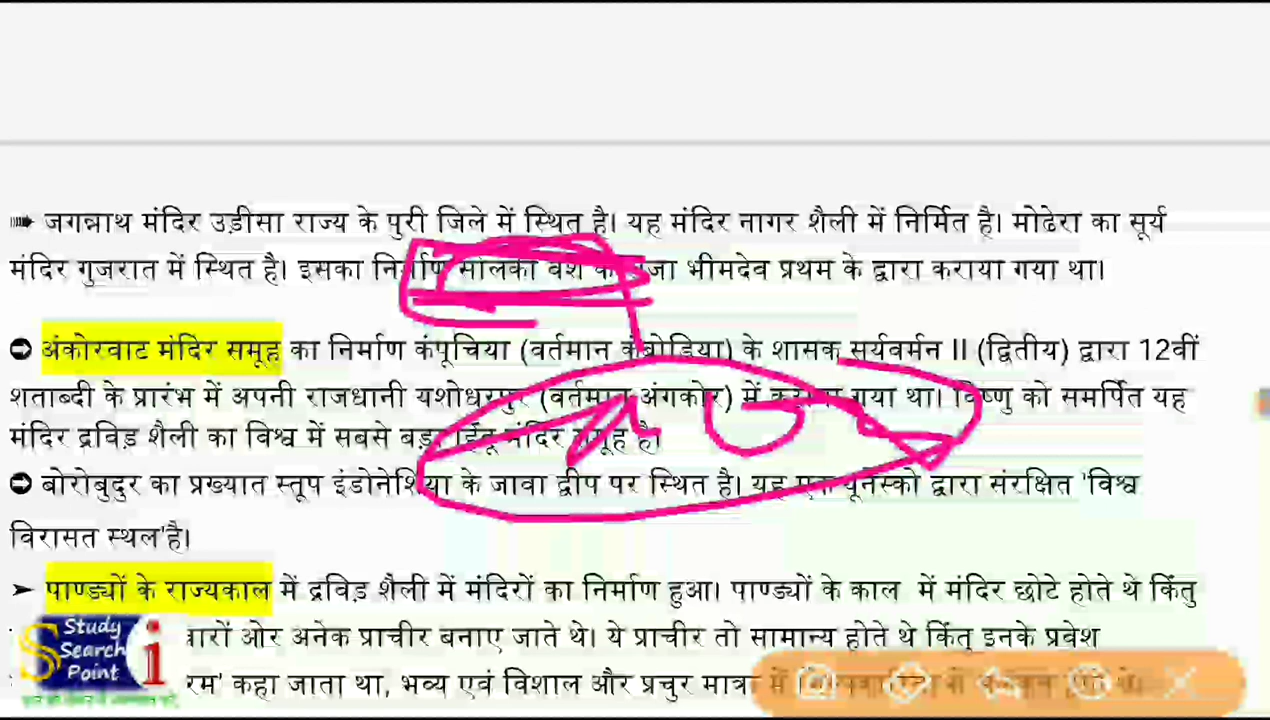 जगन्नाथ मंदिर उड़ीसा राज्य के पुरी जिले में स्थित है। यह मंदिर नागर शैली में निर्मित है। मोढेरा का सूर्य
मंदिर गुजरात में स्थित है। इसका निर्माण सोलंकी वंश के राजा भीमदेव प्रथम के द्वारा कराया गया था।
अंकोरवाट मंदिर समूह का निर्माण कंपूचिया (वर्तमान कंबोडिया) के शासक सूर्यवर्मन II (द्वितीय) द्वारा 12वीं
शताब्दी के प्रारंभ में अपनी राजधानी यशोधरपुर (वर्तमान अंगकोर) में कराया गया था। विष्णु को समर्पित यह
मंदिर द्रविड़ शैली का विश्व में सबसे बड़ा हिंदू मंदिर समूह है।
बोरोबुदुर का प्रख्यात स्तूप इंडोनेशिया के जावा द्वीप पर स्थित है। यह एक यूनेस्को द्वारा संरक्षित 'विश्व
विरासत स्थल'है।
➤ पाण्ड्यों के राज्यकाल में द्रविड़ शैली में मंदिरों का निर्माण हुआ। पाण्ड्यों के काल में मंदिर छोटे होते थे किंतु
ओर अनेक प्राचीर बनाए जाते थे। ये प्राचीर तो सामान्य होते थे किंतु इनके प्रवेश
कहा जाता था, भव्य एवं विशाल और प्रचुर मात्रा में
Study
Search
Point